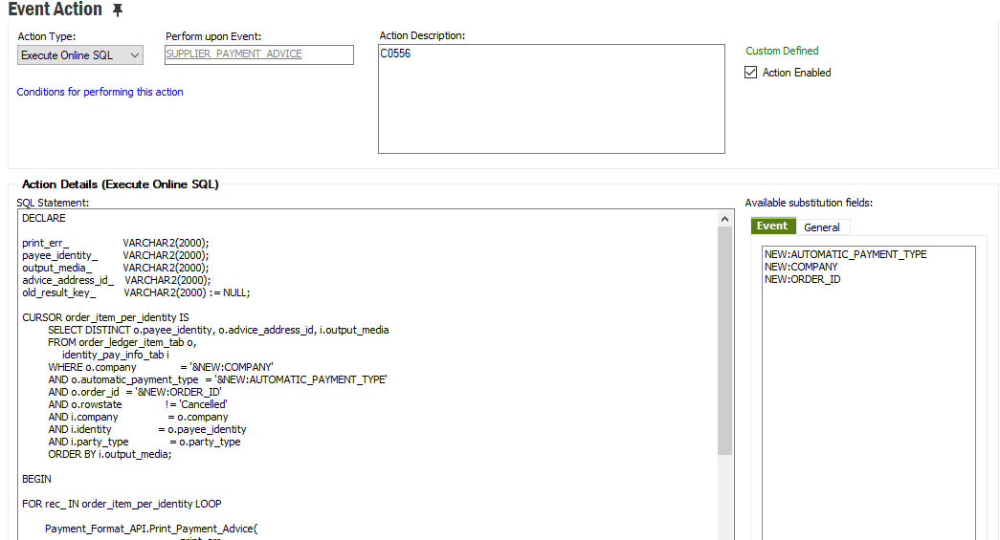 Event Action
Action Type:
Perform upon Event:
Action Description:
Execute Online SQL
SUPPLIER_PAYMENT_ADVICE
C0556
Custom Defined
Action Enabled
Conditions for performing this action
Action Details (Execute Online SQL)
SQL Statement:
DECLARE
print_err_ VARCHAR2(2000);
payee_identity_ VARCHAR2(2000);
output_media_ VARCHAR2(2000);
advice_address_id_ VARCHAR2(2000);
old_result_key_ VARCHAR2(2000) := NULL;
CURSOR order_item_per_identity IS
SELECT DISTINCT o.payee_identity, o.advice_address_id, i.output_media
FROM order_ledger_item_tab o,
identity_pay_info_tab i
WHERE o.company = '&NEW:COMPANY'
AND o.automatic_payment_type = '&NEW:AUTOMATIC_PAYMENT_TYPE'
AND o.order_id = '&NEW:ORDER_ID'
AND o.rowstate != 'Cancelled'
AND i.company = o.company
AND i.identity = o.payee_identity
AND i.party_type = o.party_type
ORDER BY i.output_media;
BEGIN
FOR rec_ IN order_item_per_identity LOOP
Payment_Format_API.Print_Payment_Advice(
Available substitution fields:
Event
General
NEW:AUTOMATIC_PAYMENT_TYPE
NEW:COMPANY
NEW:ORDER_ID